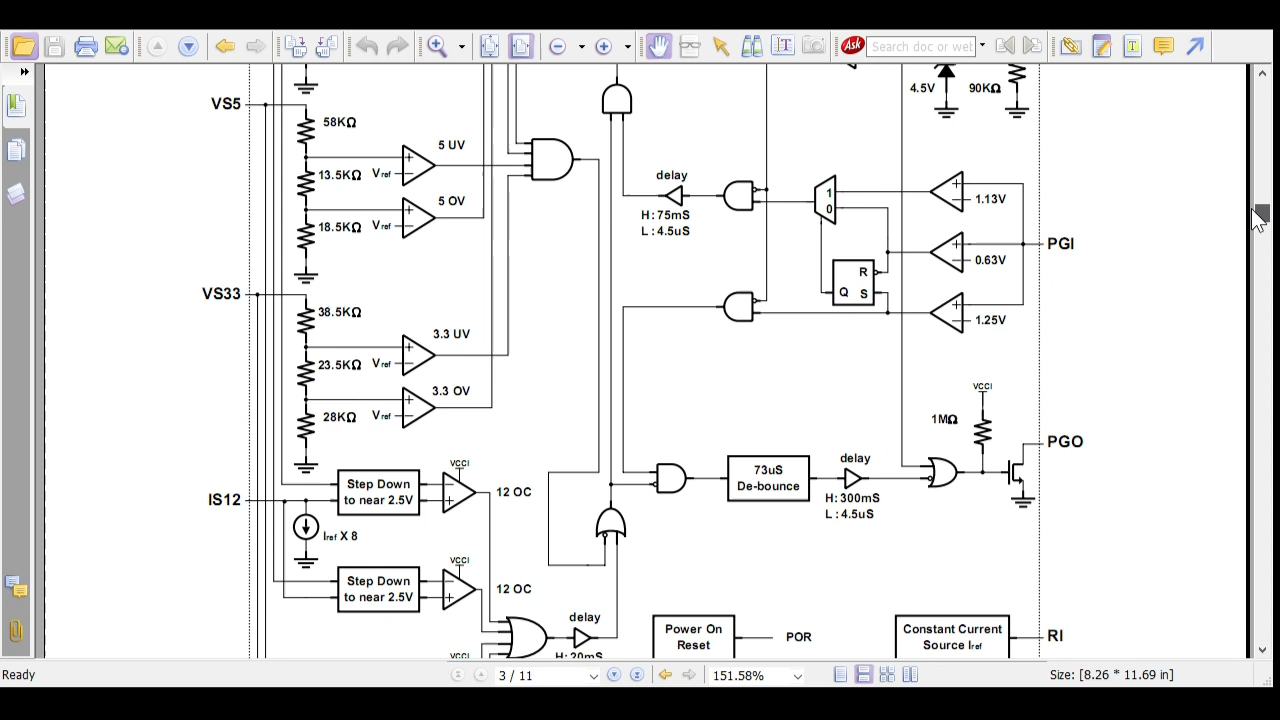 Ask
Search doc or web
VS5
58KΩ
5 UV
13.5KΩ
Vref
5 OV
18.5KΩ
Vref
VS33
38.5KΩ
3.3 UV
23.5KΩ
Vref
3.3 OV
28KΩ
Vref
VCCI
Step Down
to near 2.5V
12 OC
IS12
Iref X 8
VCCI
Step Down
to near 2.5V
12 OC
delay
VCCI
H:20mS
4.5V
90KΩ
delay
H:75mS
L:4.5uS
1
0
1.13V
PGI
0.63V
R
Q
S
1.25V
VCCI
1MΩ
PGO
73uS
De-bounce
delay
H:300mS
L:4.5uS
Power On
Reset
POR
Constant Current
Source Iref
RI
Ready
3 / 11
151.58%
Size: [8.26 * 11.69 in]